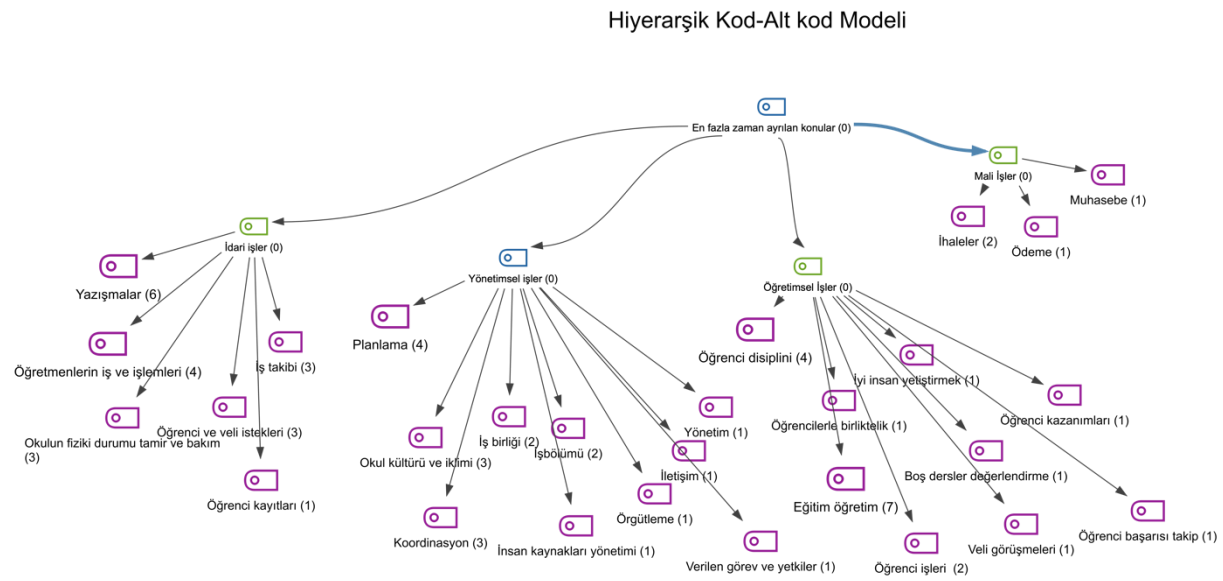 Hiyerarşik Kod-Alt kod Modeli
En fazla zaman ayrılan konular (0)
Mali İşler (0)
Muhasebe (1)
İhaleler (2)
Ödeme (1)
İdari işler (0)
Yazışmalar (6)
Öğretmenlerin iş ve işlemleri (4)
İş takibi (3)
Okulun fiziki durumu tamir ve bakım
(3)
Öğrenci ve veli istekleri (3)
Öğrenci kayıtları (1)
Yönetimsel işler (0)
Planlama (4)
Okul kültürü ve iklimi (3)
İş birliği (2)
İşbölümü (2)
Yönetim (1)
İletişim (1)
Örgütleme (1)
Koordinasyon (3)
İnsan kaynakları yönetimi (1)
Verilen görev ve yetkiler (1)
Öğretimsel İşler (0)
Öğrenci disiplini (4)
İyi insan yetiştirmek (1)
Öğrencilerle birliktelik (1)
Öğrenci kazanımları (1)
Boş dersler değerlendirme (1)
Eğitim öğretim (7)
Öğrenci işleri (2)
Veli görüşmeleri (1)
Öğrenci başarısı takip (1)